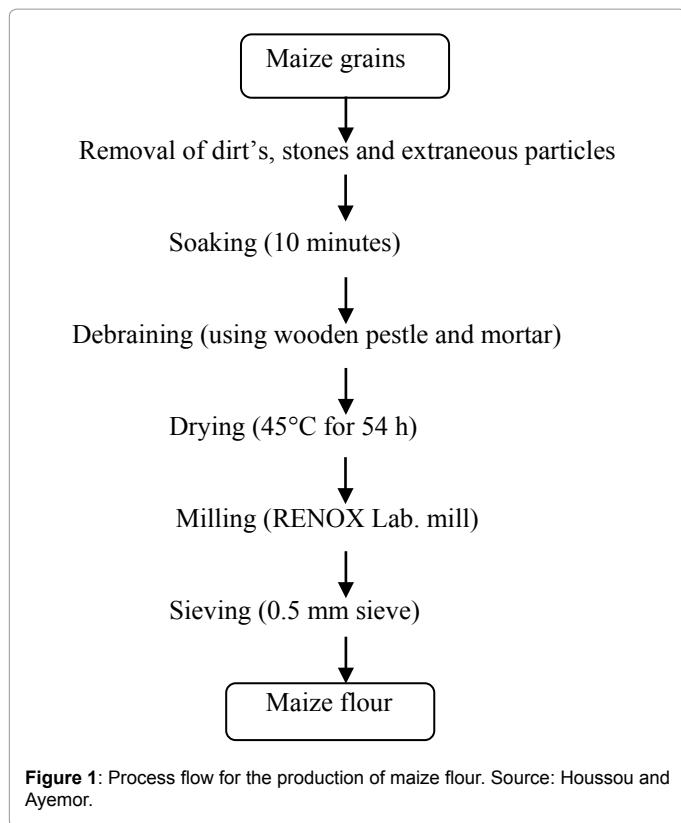 Maize grains
Removal of dirt’s, stones and extraneous particles
Soaking (10 minutes)
Debraining (using wooden pestle and mortar)
Drying (45°C for 54 h)
Milling (RENOX Lab. mill)
Sieving (0.5 mm sieve)
Maize flour
Figure 1: Process flow for the production of maize flour. Source: Houssou and
Ayemor.